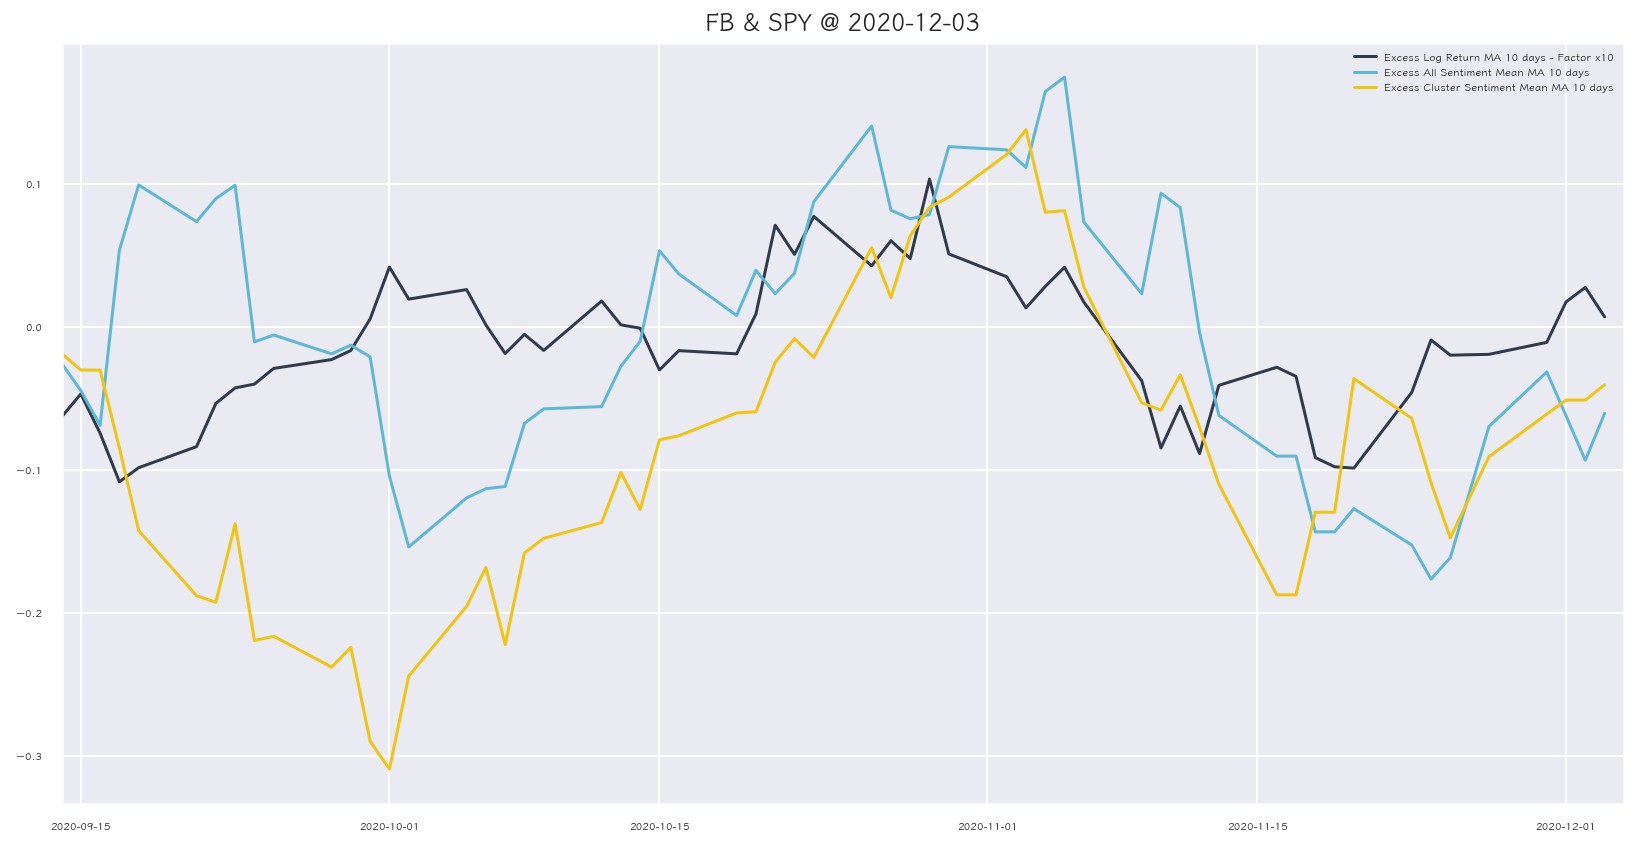 FB & SPY @ 2020-12-03
Excess Log Return MA 10 days - Factor x10
Excess All Sentiment Mean MA 10 days
Excess Cluster Sentiment Mean MA 10 days
0.1
0.0
−0.1
−0.2
−0.3
2020-09-15 2020-10-01 2020-10-15 2020-11-01 2020-11-15 2020-12-01